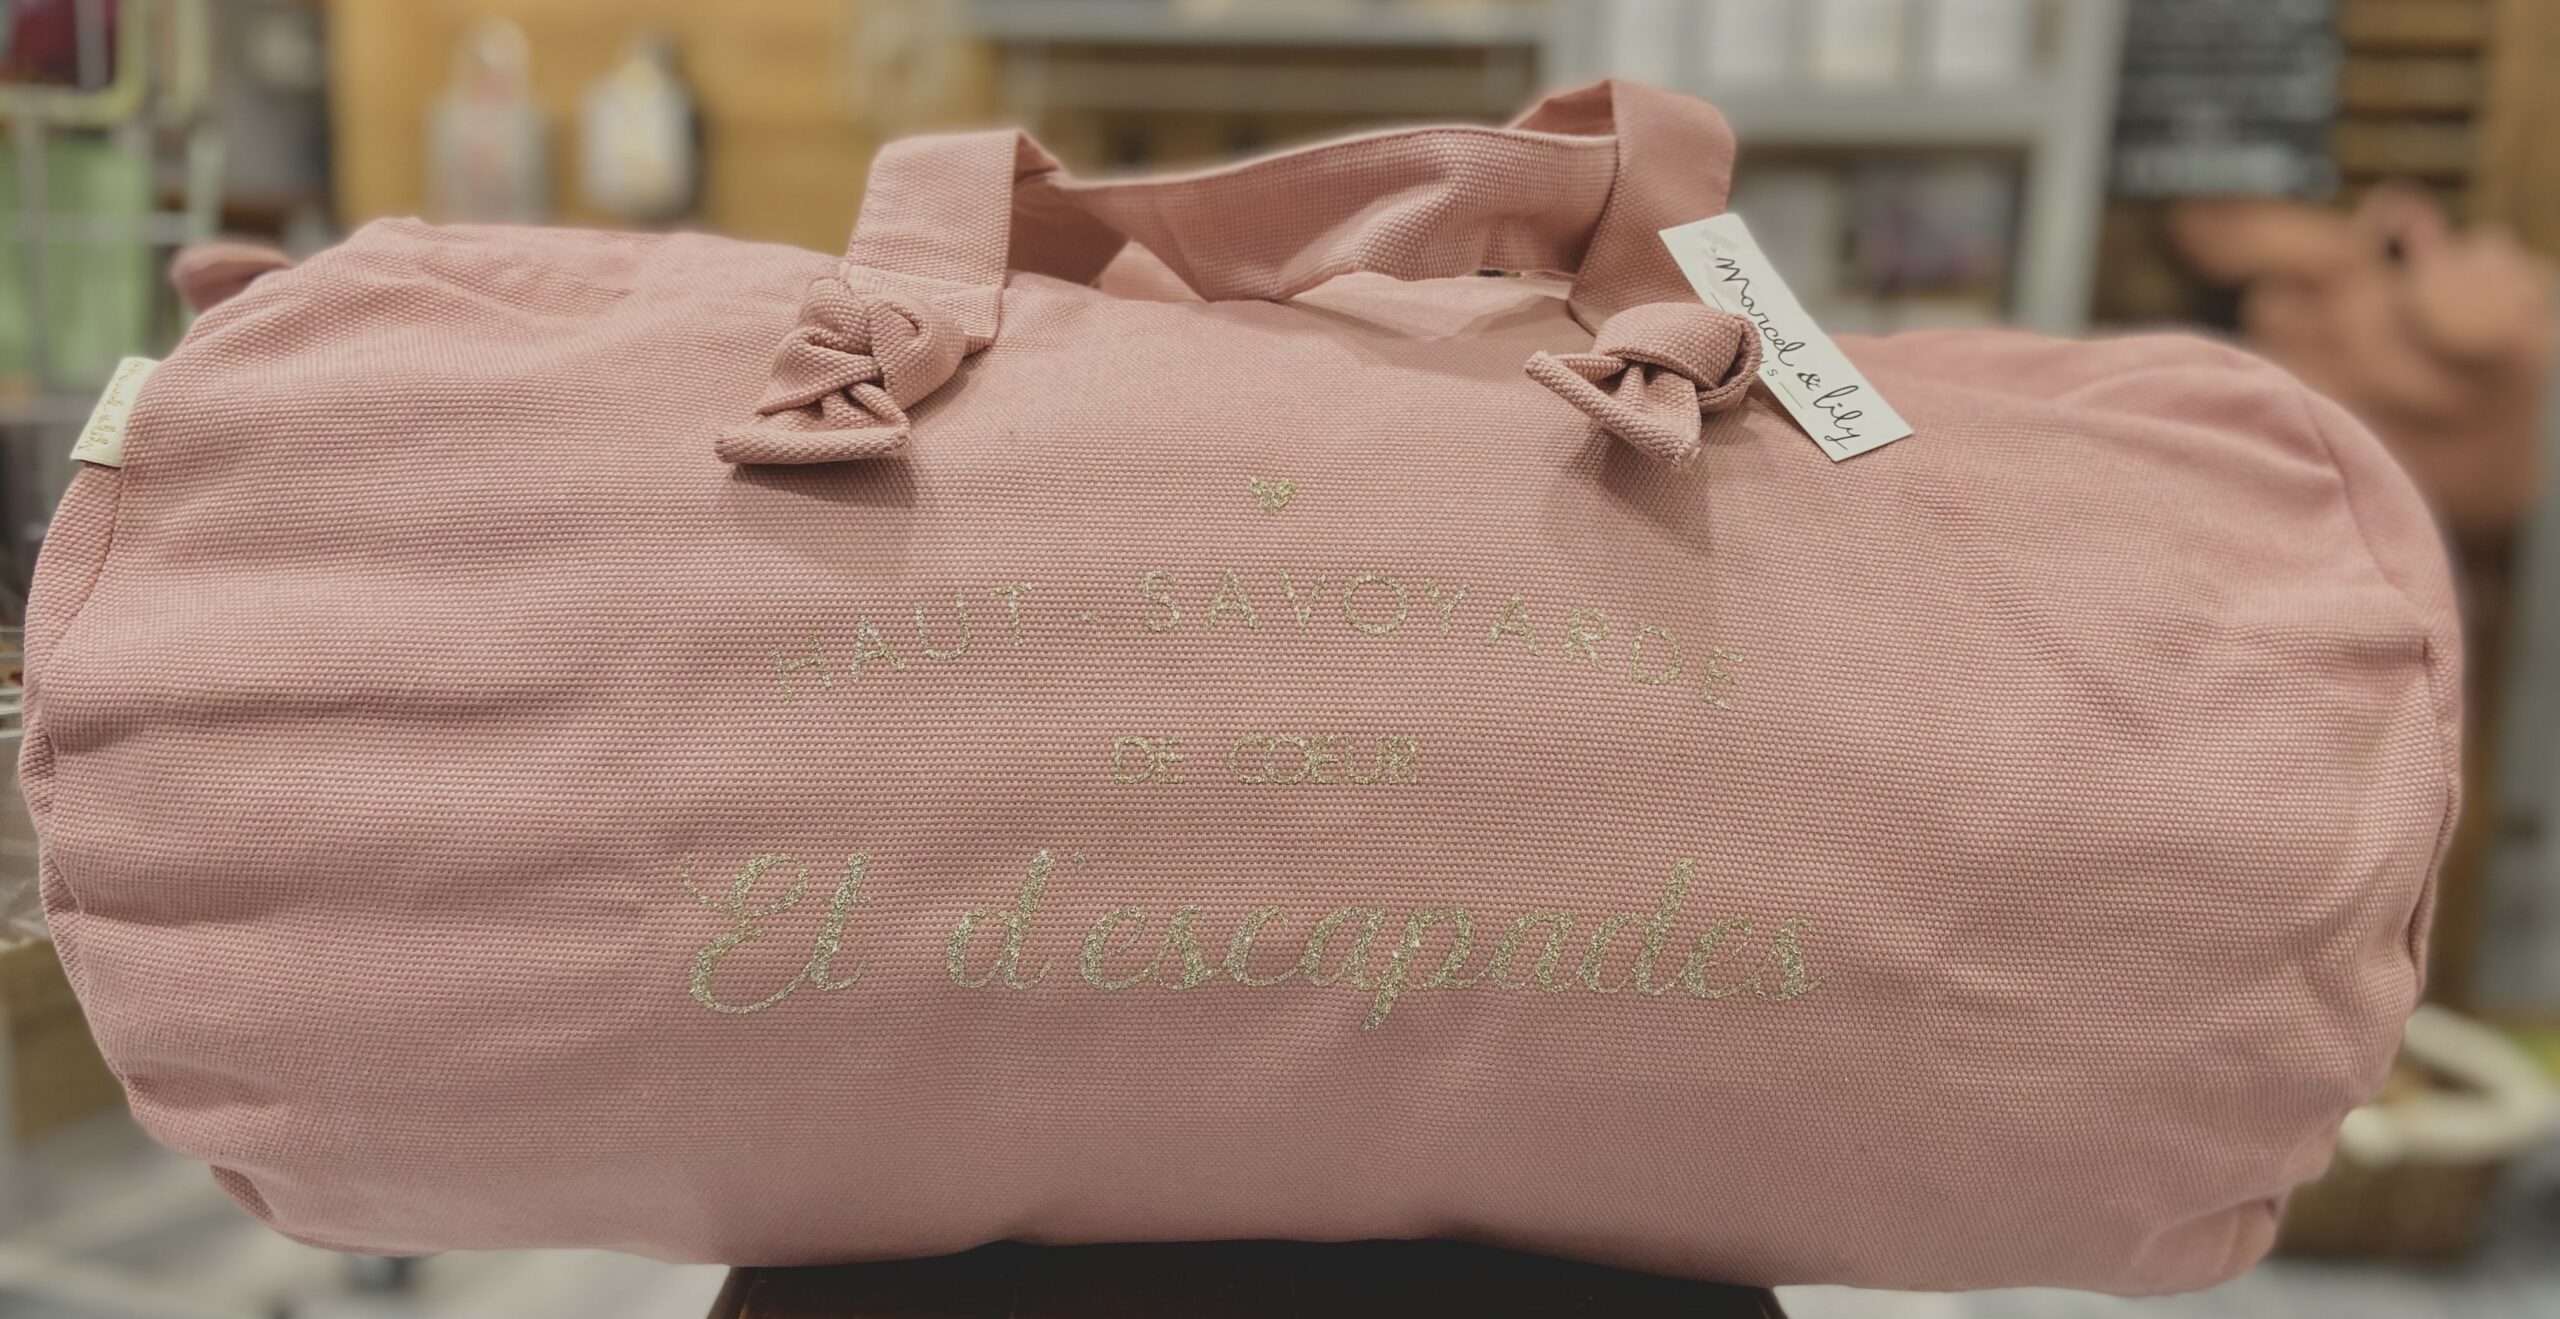 marcel & lily
HAUT-SAVOYARDE
DE COEUR
Et d'escapades